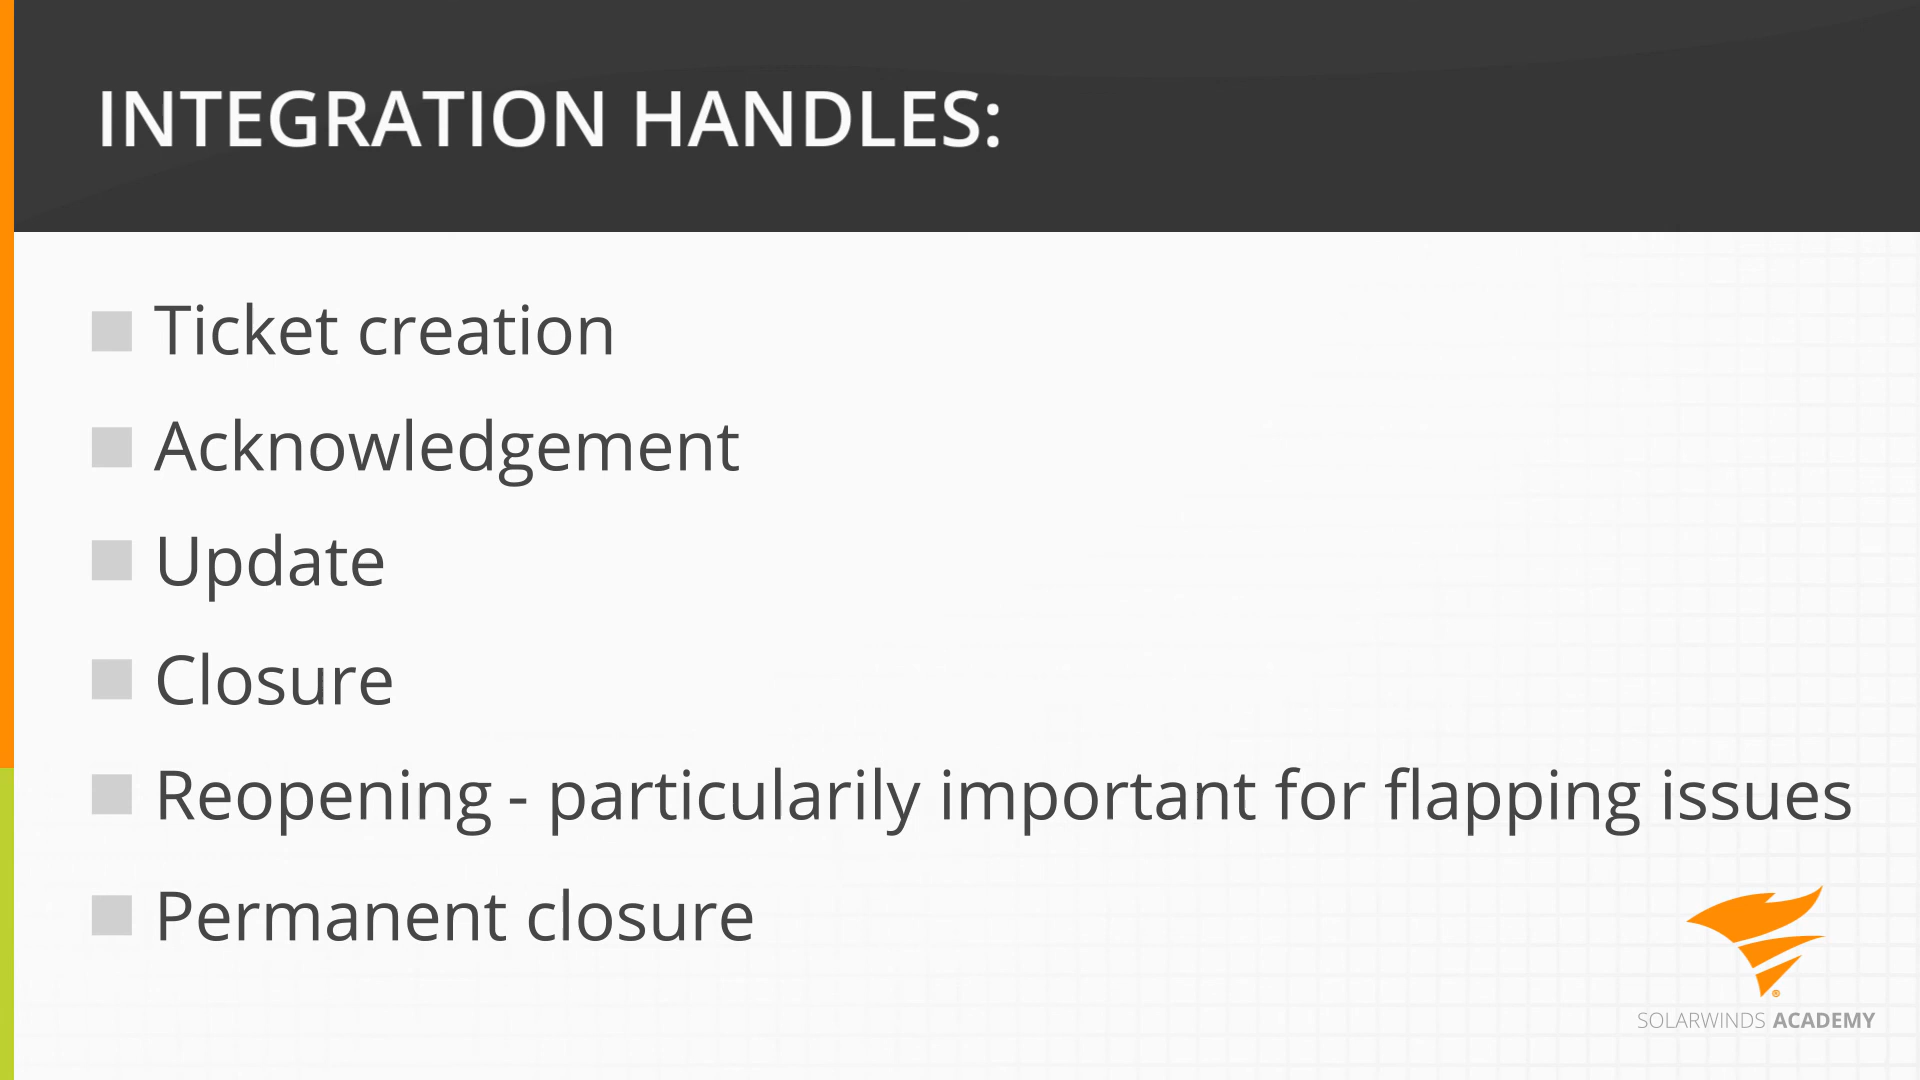 INTEGRATION HANDLES:
Ticket creation
Acknowledgement
Update
Closure
Reopening - particularily important for flapping issues
Permanent closure
®
SOLARWINDS ACADEMY